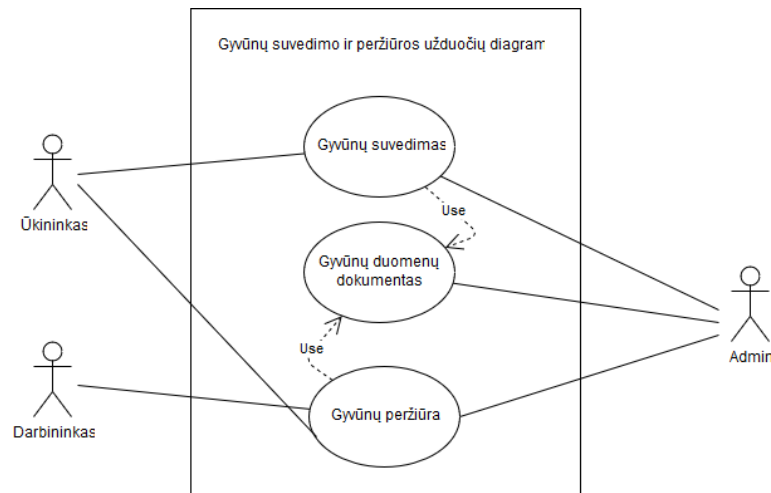 Gyvūnų suvedimo ir peržiūros užduočių diagram
Gyvūnų suvedimas
Use
Ūkininkas
Gyvūnų duomenų
dokumentas
Use
Admin
Gyvūnų peržiūra
Darbininkas